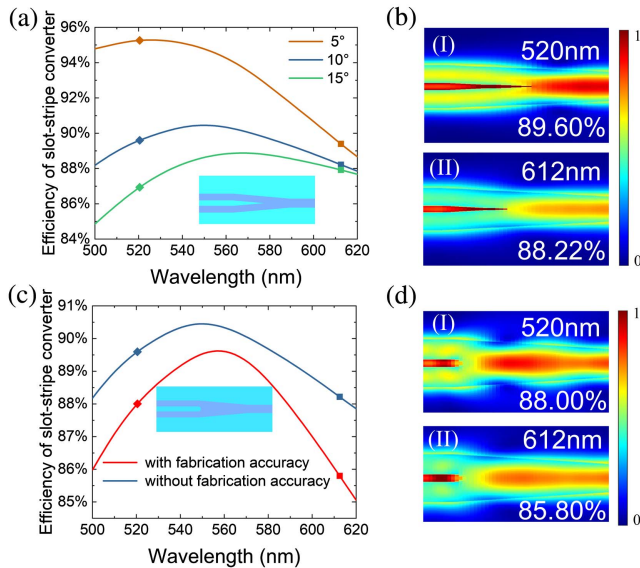 (a)
Efficiency of slot-stripe converter
96%
94%
92%
90%
88%
86%
84%
5°
10°
15°
500 520 540 560 580 600 620
Wavelength (nm)
(b)
(I)
520nm
89.60%
(II)
612nm
88.22%
1
0
(c)
Efficiency of slot-stripe converter
91%
90%
89%
88%
87%
86%
85%
with fabrication accuracy
without fabrication accuracy
500 520 540 560 580 600 620
Wavelength (nm)
(d)
(I)
520nm
88.00%
(II)
612nm
85.80%
1
0